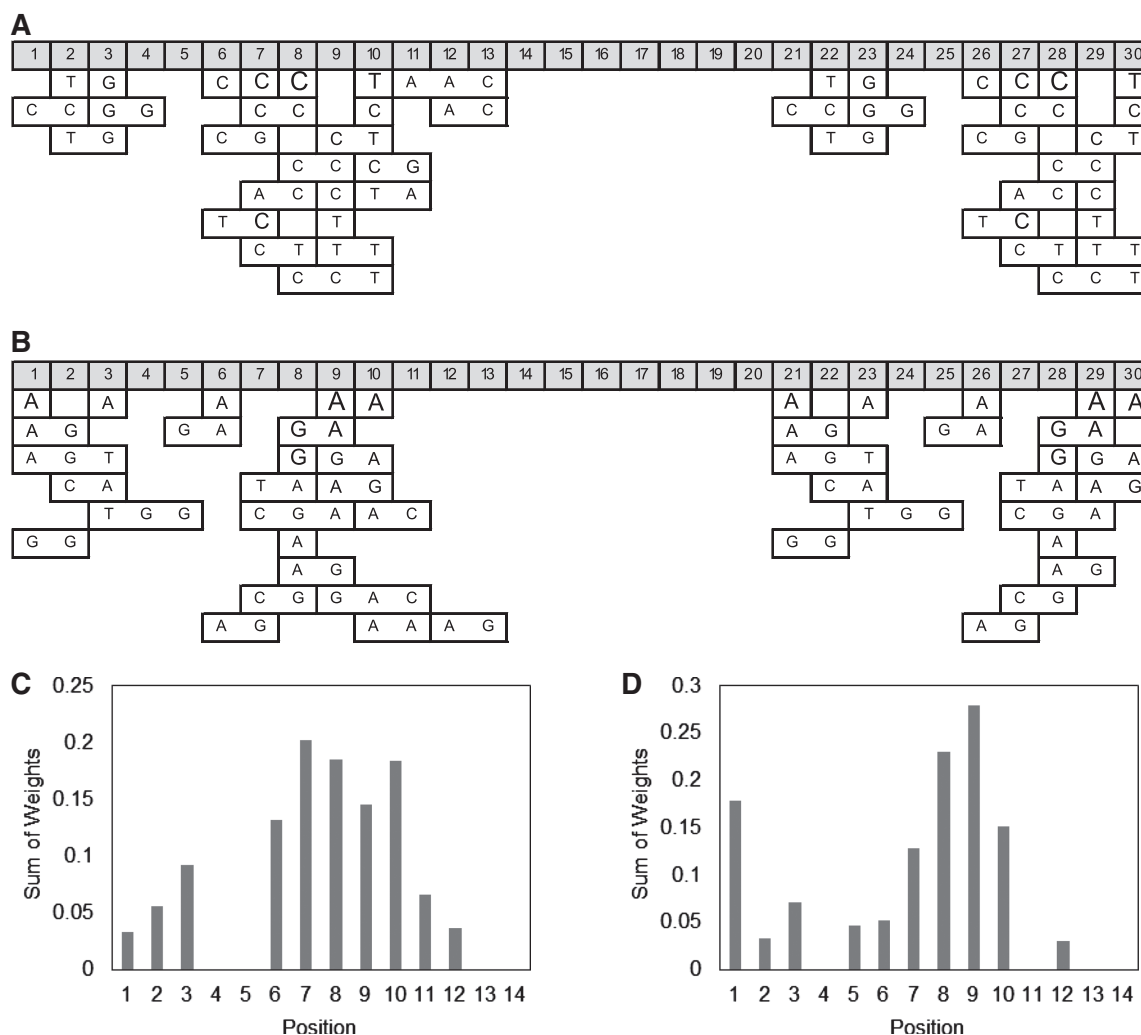 A
1 2 3 4 5 6 7 8 9 10 11 12 13 14 15 16 17 18 19 20 21 22 23 24 25 26 27 28 29 30
T G C C C T A A C T G C C C T
C C G G C C C A C C C G G C C C
T G C G C T T G C G C T
C C C G C C
A C C T A A C C
T C T T C T
C T T T C T T T
C C T C C T
B
1 2 3 4 5 6 7 8 9 10 11 12 13 14 15 16 17 18 19 20 21 22 23 24 25 26 27 28 29 30
A A A A A A A A A A
A G G A G A A G G A G A
A G T G G A A G T G G A
C A T A A G C A T A A G
T G G C G A A C T G G C G A
G G A G G A
A G A G
C G G A C C G
A G A A A G A G
C
0.25
0.2
0.15
0.1
0.05
0
Sum of Weights
1 2 3 4 5 6 7 8 9 10 11 12 13 14
Position
D
0.3
0.25
0.2
0.15
0.1
0.05
0
Sum of Weights
1 2 3 4 5 6 7 8 9 10 11 12 13 14
Position